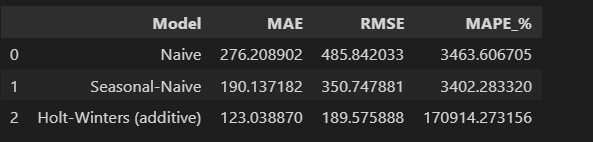 Model MAE RMSE MAPE_%
0 Naive 276.208902 485.842033 3463.606705
1 Seasonal-Naive 190.137182 350.747881 3402.283320
2 Holt-Winters (additive) 123.038870 189.575888 170914.273156